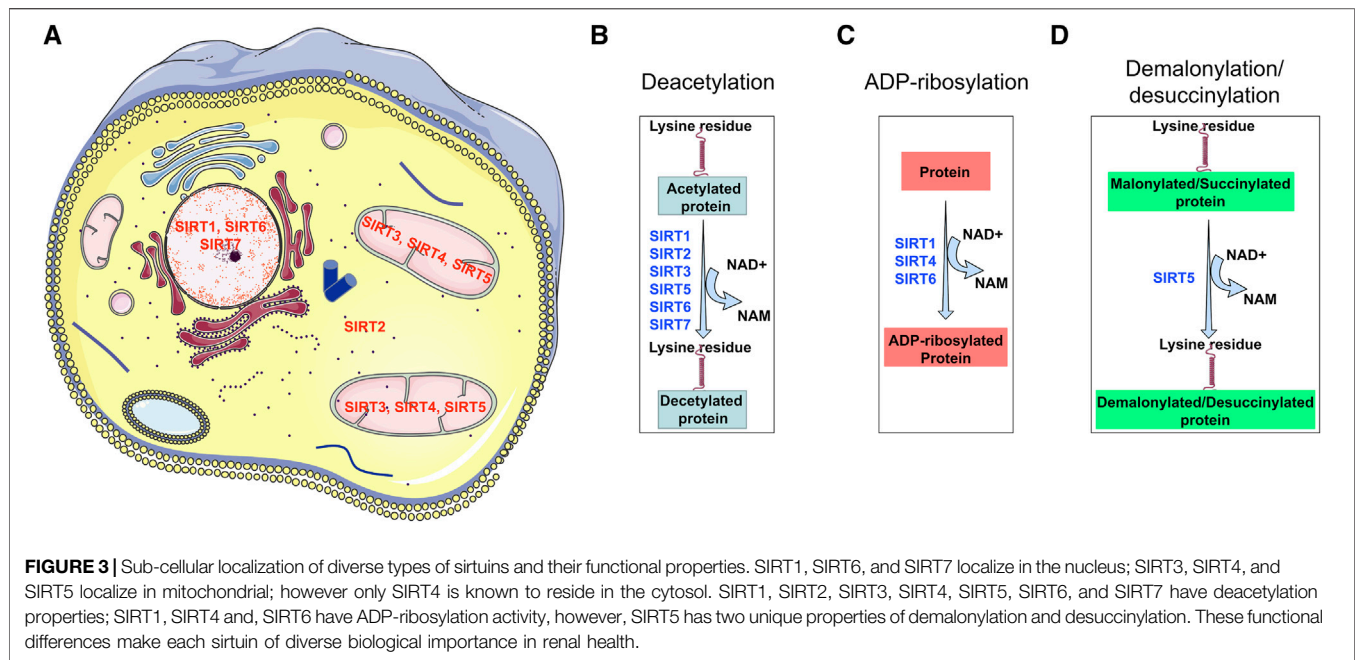 A
SIRT1, SIRT6
SIRT7
SIRT3, SIRT4, SIRT5
SIRT2
SIRT3, SIRT4, SIRT5
B
Deacetylation
Lysine residue
Acetylated
protein
SIRT1
SIRT2
SIRT3
SIRT5
SIRT6
SIRT7
NAD+
NAM
Lysine residue
Decetylated
protein
C
ADP-ribosylation
Protein
SIRT1
SIRT4
SIRT6
NAD+
NAM
ADP-ribosylated
Protein
D
Demalonylation/
desuccinylation
Lysine residue
Malonylated/Succinylated
protein
SIRT5
NAD+
NAM
Lysine residue
Demalonylated/Desuccinylated
protein
FIGURE 3 | Sub-cellular localization of diverse types of sirtuins and their functional properties. SIRT1, SIRT6, and SIRT7 localize in the nucleus; SIRT3, SIRT4, and
SIRT5 localize in mitochondrial; however only SIRT4 is known to reside in the cytosol. SIRT1, SIRT2, SIRT3, SIRT4, SIRT5, SIRT6, and SIRT7 have deacetylation
properties; SIRT1, SIRT4 and, SIRT6 have ADP-ribosylation activity, however, SIRT5 has two unique properties of demalonylation and desuccinylation. These functional
differences make each sirtuin of diverse biological importance in renal health.